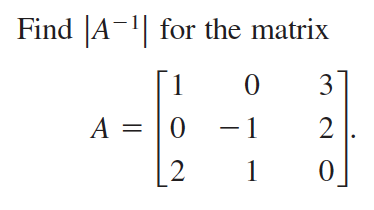 Find |A⁻¹| for the matrix
A = [1 0 3
0 −1 2
2 1 0].